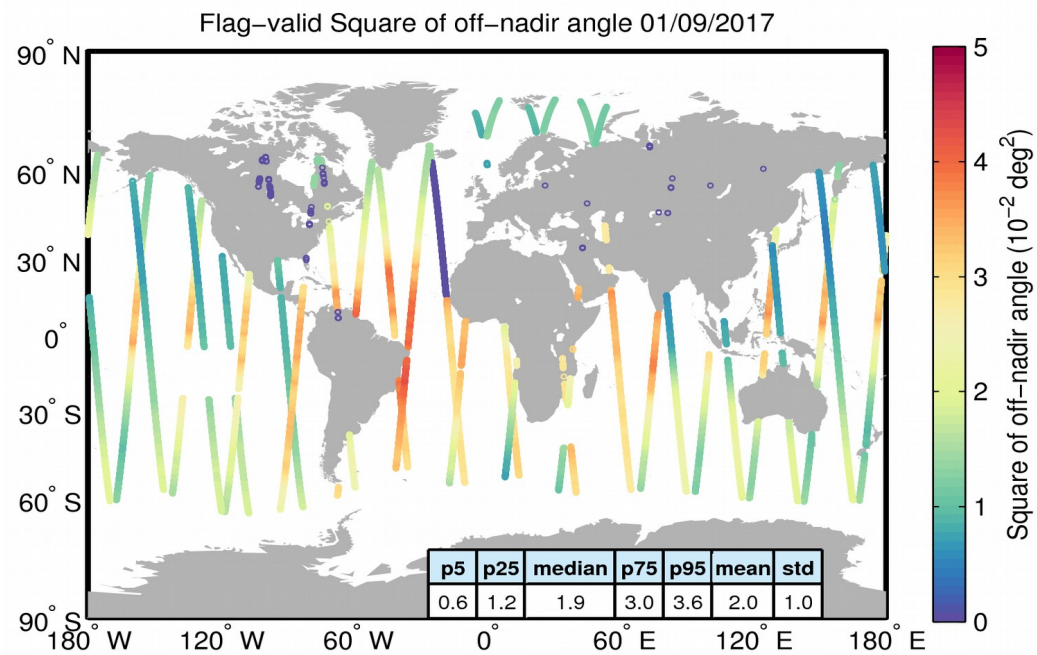 Flag−valid Square of off−nadir angle 01/09/2017
90° N
60° N
30° N
0°
30° S
60° S
90° S
180° W
120° W
60° W
0°
60° E
120° E
180° E
p5 p25 median p75 p95 mean std
0.6 1.2 1.9 3.0 3.6 2.0 1.0
5
4
3
2
1
0
Square of off−nadir angle (10⁻² deg²)